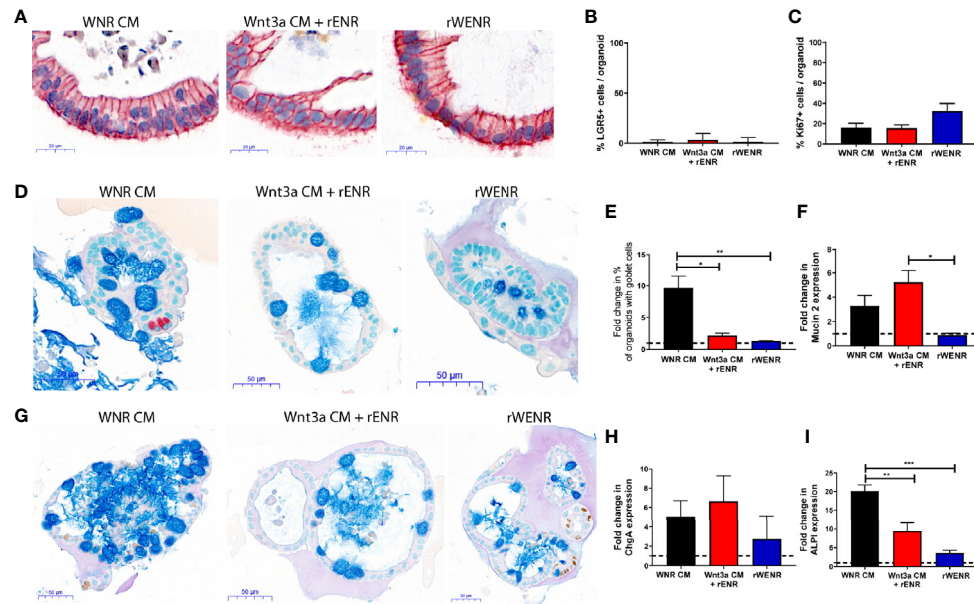 A
WNR CM
Wnt3a CM + rENR
rWENR
20 µm
20 µm
20 µm
B
% LGR5+ cells / organoid
100
80
60
40
20
0
WNR CM
Wnt3a CM
+ rENR
rWENR
C
% Ki67+ cells / organoid
100
80
60
40
20
0
WNR CM
Wnt3a CM
+ rENR
rWENR
D
WNR CM
Wnt3a CM + rENR
rWENR
50 µm
50 µm
50 µm
E
Fold change in %
of organoids with goblet cells
15
10
5
0
**
*
WNR CM
Wnt3a CM
+ rENR
rWENR
F
Fold change in
Mucin 2 expression
8
6
4
2
0
*
WNR CM
Wnt3a CM
+ rENR
rWENR
G
WNR CM
Wnt3a CM + rENR
rWENR
50 µm
50 µm
50 µm
H
Fold change in
ChgA expression
10
8
6
4
2
0
WNR CM
Wnt3a CM
+ rENR
rWENR
I
Fold change in
ALPI expression
25
20
15
10
5
0
***
**
WNR CM
Wnt3a CM
+ rENR
rWENR